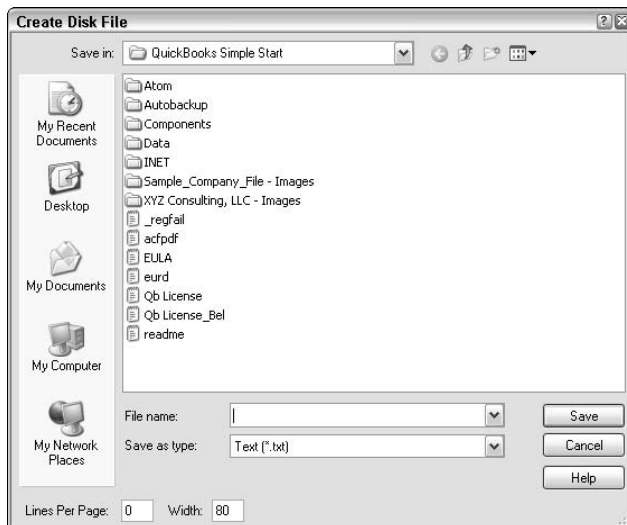 Create Disk File
Save in: QuickBooks Simple Start
My Recent
Documents
Desktop
My Documents
My Computer
My Network
Places
Atom
Autobackup
Components
Data
INET
Sample_Company_File - Images
XYZ Consulting, LLC - Images
_regfail
acfpdf
EULA
eurd
Qb License
Qb License_Bel
readme
File name: Save
Save as type: Text (*.txt) Cancel
Help
Lines Per Page: 0 Width: 80